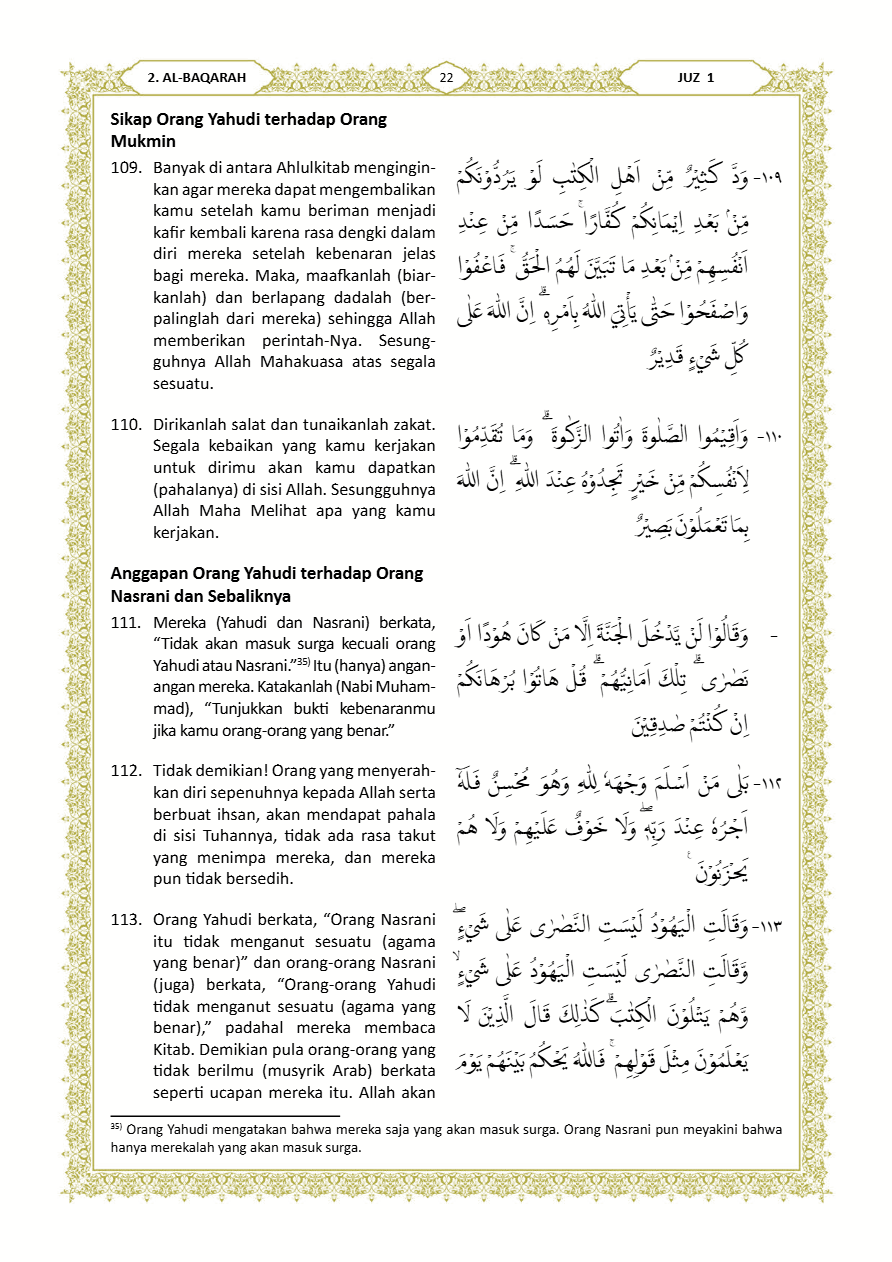 2. AL-BAQARAH
22
JUZ 1
Sikap Orang Yahudi terhadap Orang
Mukmin
109. Banyak di antara Ahlulkitab mengingin-
kan agar mereka dapat mengembalikan
kamu setelah kamu beriman menjadi
kafir kembali karena rasa dengki dalam
diri mereka setelah kebenaran jelas
bagi mereka. Maka, maafkanlah (biar-
kanlah) dan berlapang dadalah (ber-
palinglah dari mereka) sehingga Allah
memberikan perintah-Nya. Sesung-
guhnya Allah Mahakuasa atas segala
sesuatu.
١٠٩- وَدَّ كَثِيْرٌ مِّنْ اَهْلِ الْكِتٰبِ لَوْ يَرُدُّوْنَكُمْ
مِّنْۢ بَعْدِ اِيْمَانِكُمْ كُفَّارًاۚ حَسَدًا مِّنْ عِنْدِ
اَنْفُسِهِمْ مِّنْۢ بَعْدِ مَا تَبَيَّنَ لَهُمُ الْحَقُّۚ فَاعْفُوْا
وَاصْفَحُوْا حَتّٰى يَأْتِيَ اللّٰهُ بِاَمْرِهٖۗ اِنَّ اللّٰهَ عَلٰى
كُلِّ شَيْءٍ قَدِيْرٌ
110. Dirikanlah salat dan tunaikanlah zakat.
Segala kebaikan yang kamu kerjakan
untuk dirimu akan kamu dapatkan
(pahalanya) di sisi Allah. Sesungguhnya
Allah Maha Melihat apa yang kamu
kerjakan.
١١٠- وَاَقِيْمُوا الصَّلٰوةَ وَاٰتُوا الزَّكٰوةَۗ وَمَا تُقَدِّمُوْا
لِاَنْفُسِكُمْ مِّنْ خَيْرٍ تَجِدُوْهُ عِنْدَ اللّٰهِۗ اِنَّ اللّٰهَ
بِمَا تَعْمَلُوْنَ بَصِيْرٌ
Anggapan Orang Yahudi terhadap Orang
Nasrani dan Sebaliknya
111. Mereka (Yahudi dan Nasrani) berkata,
“Tidak akan masuk surga kecuali orang
Yahudi atau Nasrani.”35) Itu (hanya) angan-
angan mereka. Katakanlah (Nabi Muham-
mad), “Tunjukkan bukti kebenaranmu
jika kamu orang-orang yang benar.”
- وَقَالُوْا لَنْ يَّدْخُلَ الْجَنَّةَ اِلَّا مَنْ كَانَ هُوْدًا اَوْ
نَصٰرٰىۗ تِلْكَ اَمَانِيُّهُمْۗ قُلْ هَاتُوْا بُرْهَانَكُمْ
اِنْ كُنْتُمْ صٰدِقِيْنَ
112. Tidak demikian! Orang yang menyerah-
kan diri sepenuhnya kepada Allah serta
berbuat ihsan, akan mendapat pahala
di sisi Tuhannya, tidak ada rasa takut
yang menimpa mereka, dan mereka
pun tidak bersedih.
١١٢- بَلٰى مَنْ اَسْلَمَ وَجْهَهٗ لِلّٰهِ وَهُوَ مُحْسِنٌ فَلَهٗٓ
اَجْرُهٗ عِنْدَ رَبِّهٖۖ وَلَا خَوْفٌ عَلَيْهِمْ وَلَا هُمْ
يَحْزَنُوْنَۚ
113. Orang Yahudi berkata, “Orang Nasrani
itu tidak menganut sesuatu (agama
yang benar)” dan orang-orang Nasrani
(juga) berkata, “Orang-orang Yahudi
tidak menganut sesuatu (agama yang
benar),” padahal mereka membaca
Kitab. Demikian pula orang-orang yang
tidak berilmu (musyrik Arab) berkata
seperti ucapan mereka itu. Allah akan
١١٣- وَقَالَتِ الْيَهُوْدُ لَيْسَتِ النَّصٰرٰى عَلٰى شَيْءٍۖ
وَّقَالَتِ النَّصٰرٰى لَيْسَتِ الْيَهُوْدُ عَلٰى شَيْءٍۙ
وَّهُمْ يَتْلُوْنَ الْكِتٰبَۗ كَذٰلِكَ قَالَ الَّذِيْنَ لَا
يَعْلَمُوْنَ مِثْلَ قَوْلِهِمْۚ فَاللّٰهُ يَحْكُمُ بَيْنَهُمْ يَوْمَ
35) Orang Yahudi mengatakan bahwa mereka saja yang akan masuk surga. Orang Nasrani pun meyakini bahwa
hanya merekalah yang akan masuk surga.